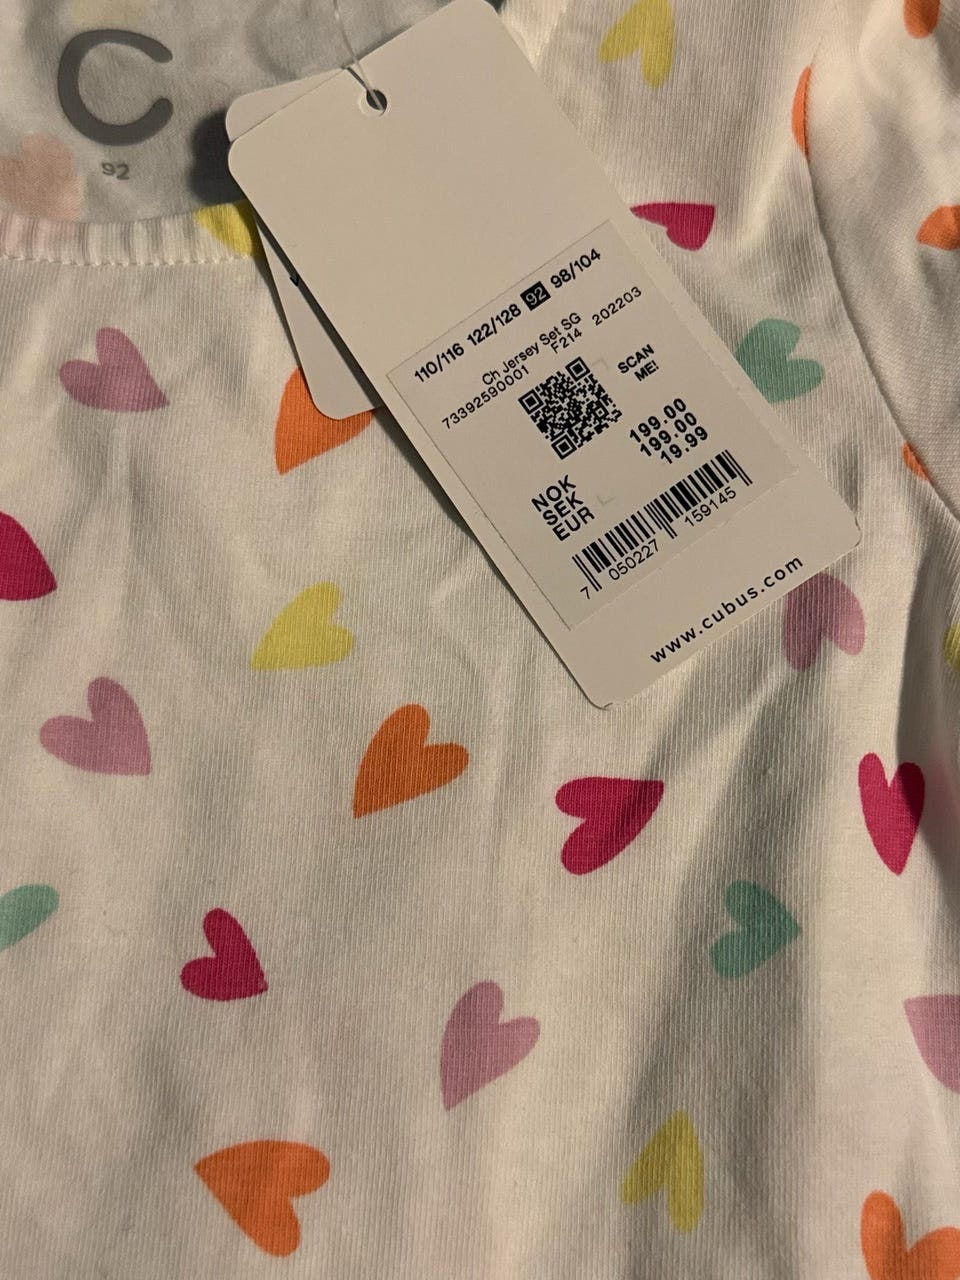 C
92
110/116 122/128 92 98/104
Ch Jersey Set SG
73392590001 F214 202203
SCAN
ME!
NOK 199.00
SEK 199.00
EUR 19.99
7 050227 159145
www.cubus.com